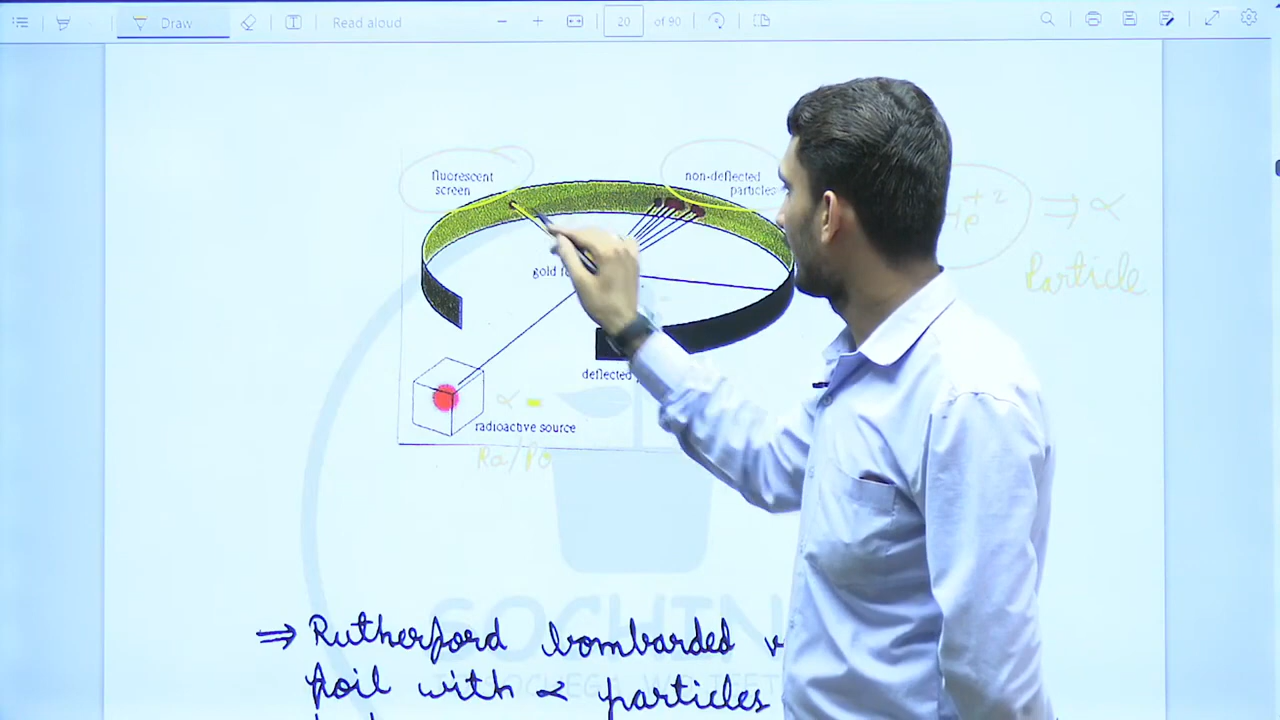 Draw
Read aloud
20 of 90
fluorescent
screen
non-deflected
particles
+2
⇒ α
Particle
gold
deflected
α -
radioactive source
Ra/Po
SOCHIN
⇒ Rutherford bombarded
foil with α particles